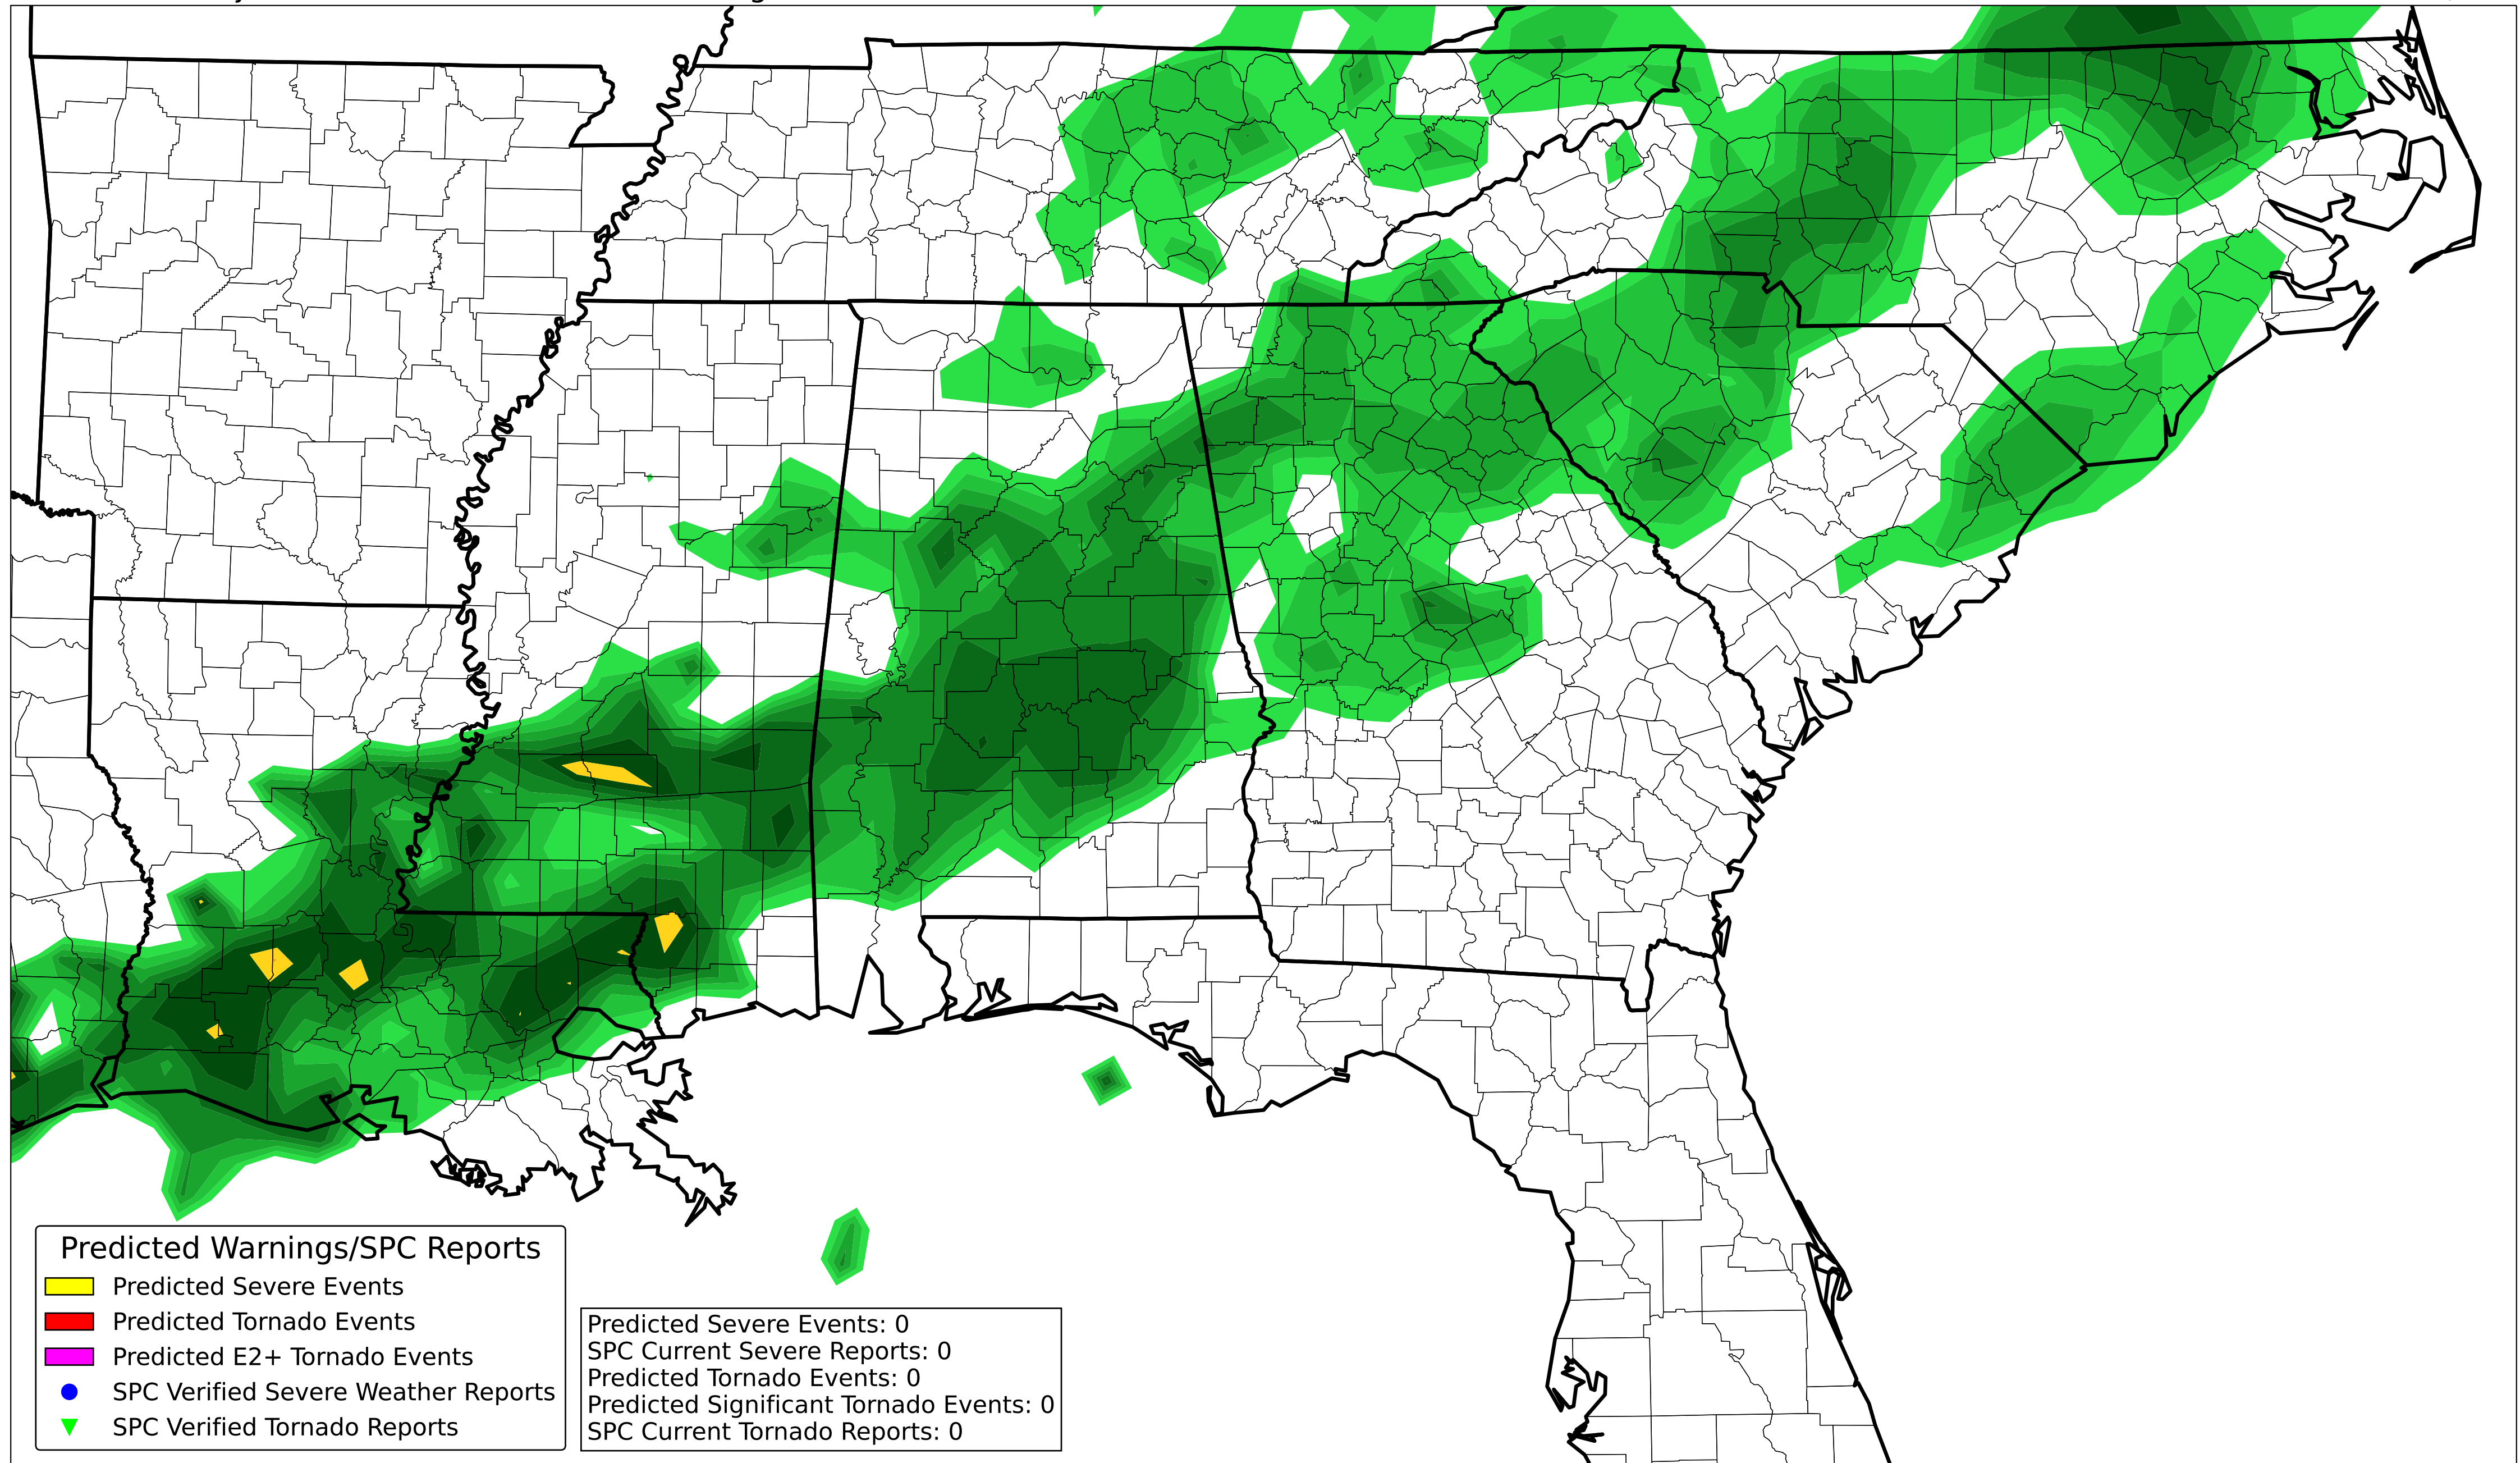 Predicted Warnings/SPC Reports
Predicted Severe Events
Predicted Tornado Events
Predicted E2+ Tornado Events
SPC Verified Severe Weather Reports
SPC Verified Tornado Reports
Predicted Severe Events: 0
SPC Current Severe Reports: 0
Predicted Tornado Events: 0
Predicted Significant Tornado Events: 0
SPC Current Tornado Reports: 0